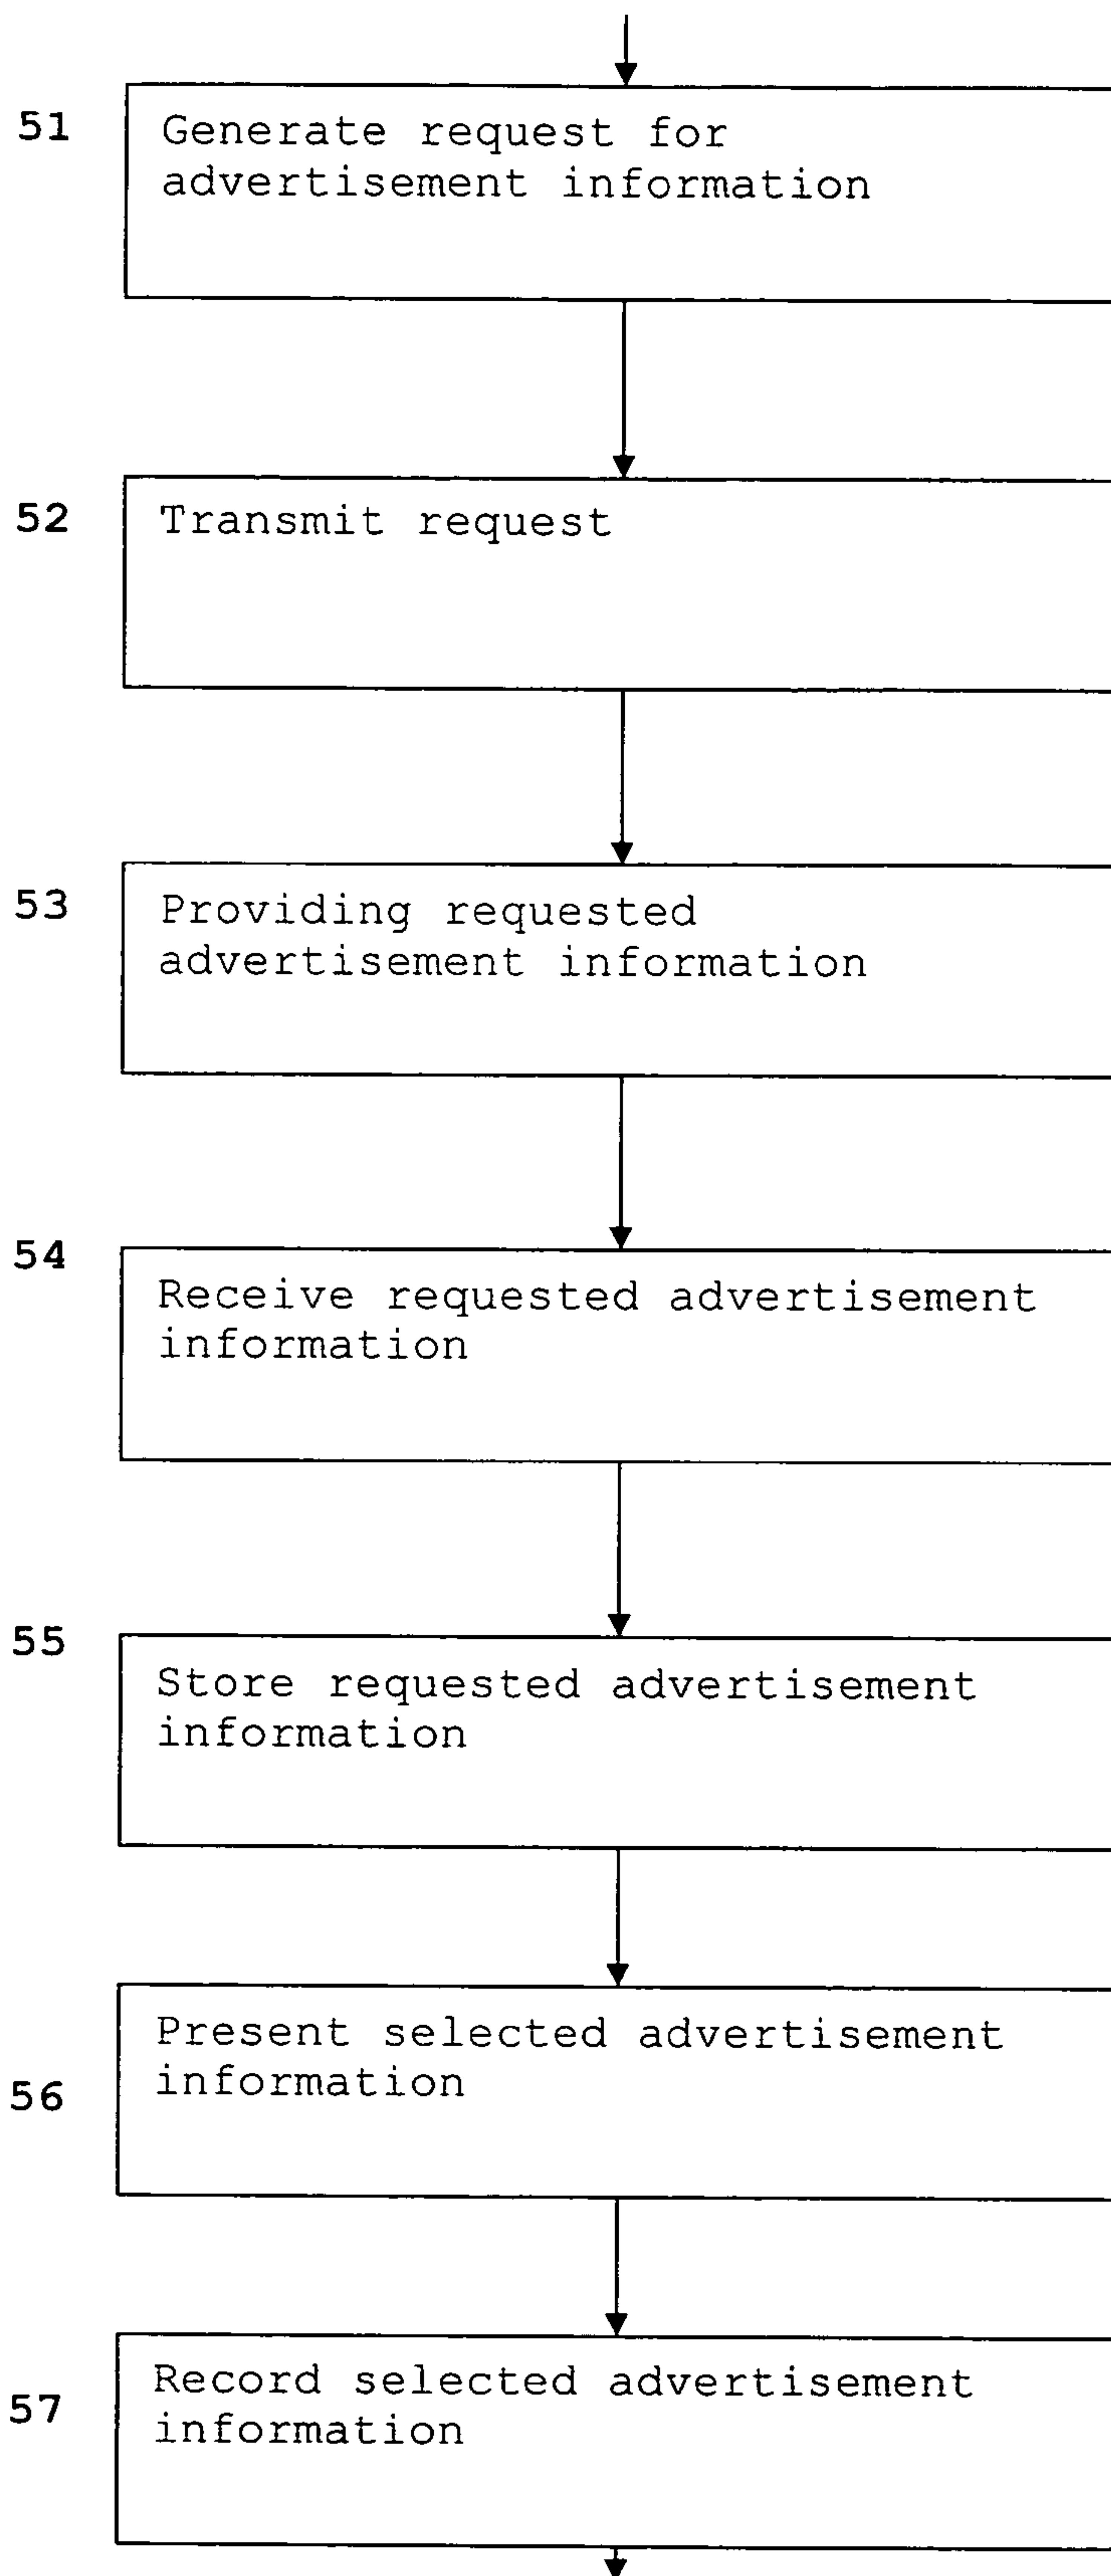 51
Generate request for
advertisement information
52
Transmit request
53
Providing requested
advertisement information
54
Receive requested advertisement
information
55
Store requested advertisement
information
Present selected advertisement
information
56
Record selected advertisement
information
57